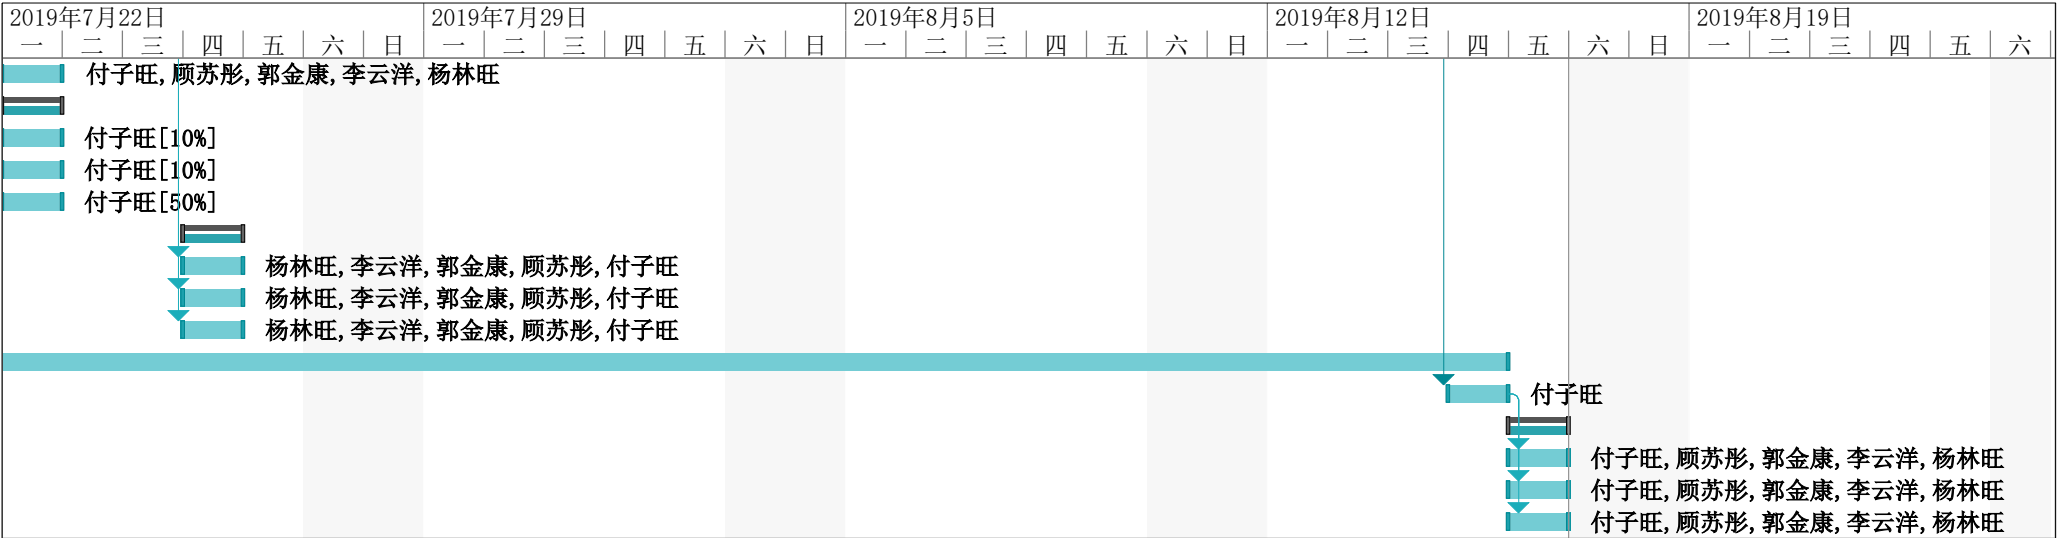 2019年7月22日 2019年7月29日 2019年8月5日 2019年8月12日 2019年8月19日
一 二 三 四 五 六 日 一 二 三 四 五 六 日 一 二 三 四 五 六 日 一 二 三 四 五 六 日 一 二 三 四 五 六
付子旺,顾苏彤,郭金康,李云洋,杨林旺
付子旺[10%]
付子旺[10%]
付子旺[50%]
杨林旺,李云洋,郭金康,顾苏彤,付子旺
杨林旺,李云洋,郭金康,顾苏彤,付子旺
杨林旺,李云洋,郭金康,顾苏彤,付子旺
付子旺
付子旺,顾苏彤,郭金康,李云洋,杨林旺
付子旺,顾苏彤,郭金康,李云洋,杨林旺
付子旺,顾苏彤,郭金康,李云洋,杨林旺